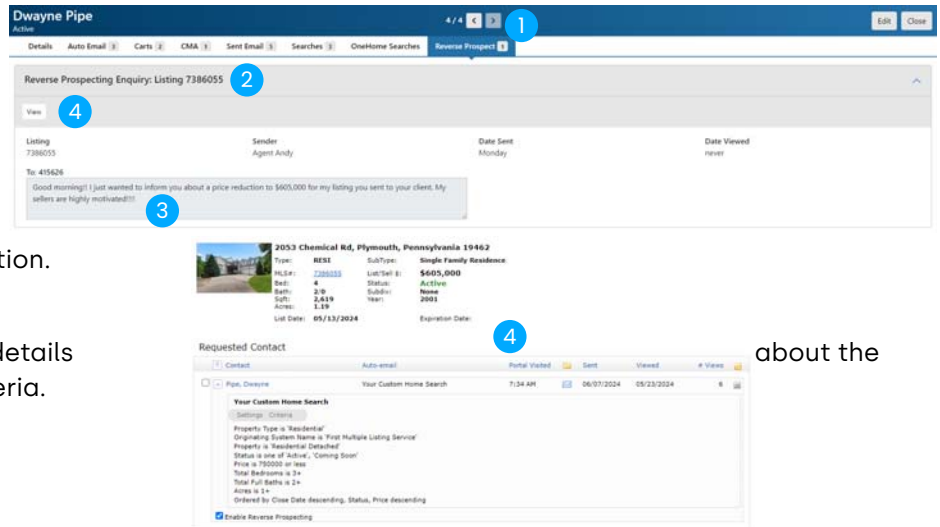 Dwayne Pipe
Active
4 / 4 < > 1
Edit Close
Details Auto Email 3 Carts 2 CMA 1 Sent Email 5 Searches 3 OneHome Searches Reverse Prospect 1
Reverse Prospecting Enquiry: Listing 7386055 2
View 4
Listing Sender Date Sent Date Viewed
7386055 Agent Andy Monday never
To: 415626
Good morning!! I just wanted to inform you about a price reduction to $605,000 for my listing you sent to your client. My
sellers are highly motivated!!!!
3
tion.
2053 Chemical Rd, Plymouth, Pennsylvania 19462
Type: RESI SubType: Single Family Residence
MLS#: 7386055 List/Sell $: $605,000
Bed: 4 Status: Active
Bath: 2/0 Subdiv: None
Sqft: 2,619 Year: 2001
Acres: 1.19
List Date: 05/13/2024 Expiration Date:
details
Requested Contact
4
about the
Contact Auto-email Portal Visited Sent Viewed # Views
eria.
Pipe, Dwayne Your Custom Home Search 7:34 AM 06/07/2024 05/23/2024 6
Your Custom Home Search
Settings Criteria
Property Type is 'Residential'
Originating System Name is 'First Multiple Listing Service'
Property is 'Residential Detached'
Status is one of 'Active', 'Coming Soon'
Price is 750000 or less
Total Bedrooms is 3+
Total Full Baths is 2+
Acres is 1+
Ordered by Close Date descending, Status, Price descending
Enable Reverse Prospecting